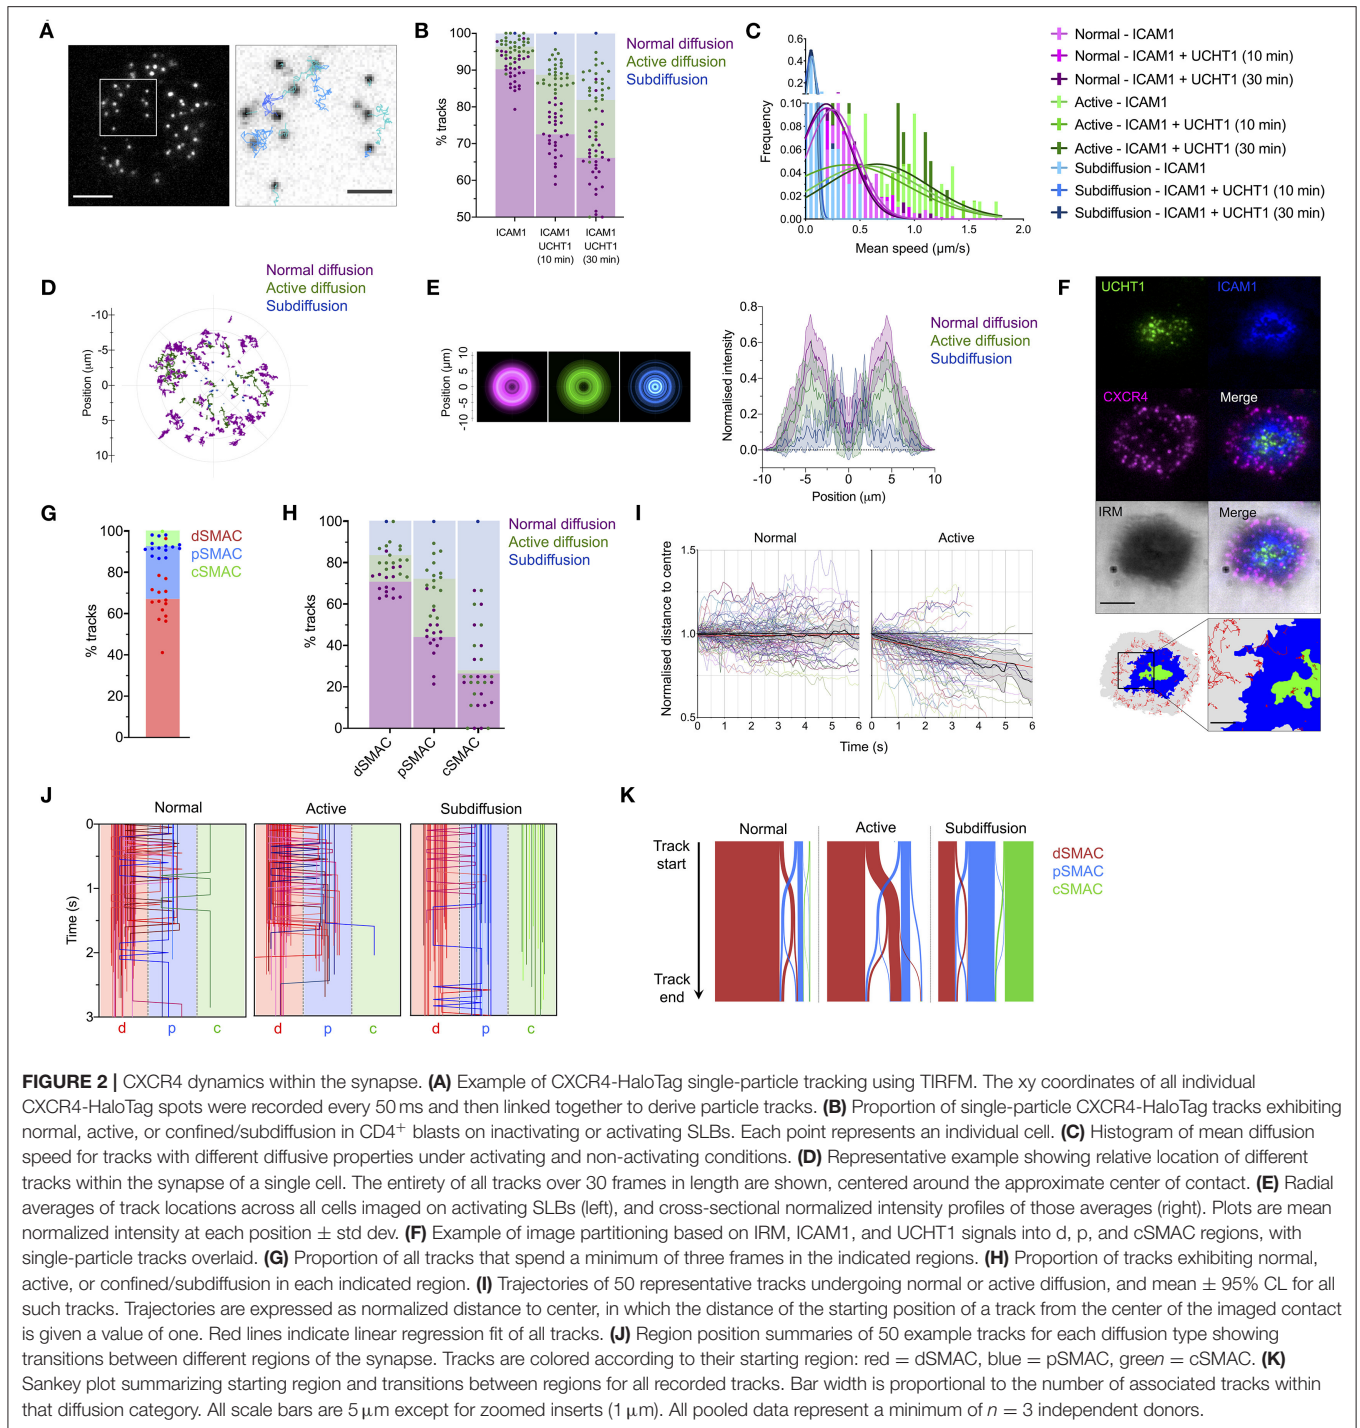 A
B
Normal diffusion
Active diffusion
Subdiffusion
% tracks
100
90
80
70
60
50
ICAM1
ICAM1
UCHT1
(10 min)
ICAM1
UCHT1
(30 min)
C
Frequency
0.6
0.5
0.4
0.3
0.2
0.10
0.08
0.06
0.04
0.02
0.00
0.0
0.5
1.0
1.5
2.0
Mean speed (µm/s)
Normal - ICAM1
Normal - ICAM1 + UCHT1 (10 min)
Normal - ICAM1 + UCHT1 (30 min)
Active - ICAM1
Active - ICAM1 + UCHT1 (10 min)
Active - ICAM1 + UCHT1 (30 min)
Subdiffusion - ICAM1
Subdiffusion - ICAM1 + UCHT1 (10 min)
Subdiffusion - ICAM1 + UCHT1 (30 min)
D
Normal diffusion
Active diffusion
Subdiffusion
Position (µm)
-10
-5
0
5
10
E
Position (µm)
-10 -5 0 5 10
Normalised intensity
0.8
0.6
0.4
0.2
0.0
-10
-5
0
5
10
Position (µm)
Normal diffusion
Active diffusion
Subdiffusion
F
UCHT1
ICAM1
CXCR4
Merge
IRM
Merge
G
% tracks
100
80
60
40
20
0
dSMAC
pSMAC
cSMAC
H
% tracks
100
80
60
40
20
0
dSMAC
pSMAC
cSMAC
Normal diffusion
Active diffusion
Subdiffusion
I
Normal
Active
Normalised distance to centre
1.5
1.0
0.5
0 1 2 3 4 5 6
0 1 2 3 4 5 6
Time (s)
J
Normal
Active
Subdiffusion
Time (s)
0
1
2
3
d p c
d p c
d p c
K
Normal
Active
Subdiffusion
Track
start
Track
end
dSMAC
pSMAC
cSMAC
FIGURE 2 | CXCR4 dynamics within the synapse. (A) Example of CXCR4-HaloTag single-particle tracking using TIRFM. The xy coordinates of all individual
CXCR4-HaloTag spots were recorded every 50 ms and then linked together to derive particle tracks. (B) Proportion of single-particle CXCR4-HaloTag tracks exhibiting
normal, active, or confined/subdiffusion in CD4+ blasts on inactivating or activating SLBs. Each point represents an individual cell. (C) Histogram of mean diffusion
speed for tracks with different diffusive properties under activating and non-activating conditions. (D) Representative example showing relative location of different
tracks within the synapse of a single cell. The entirety of all tracks over 30 frames in length are shown, centered around the approximate center of contact. (E) Radial
averages of track locations across all cells imaged on activating SLBs (left), and cross-sectional normalized intensity profiles of those averages (right). Plots are mean
normalized intensity at each position ± std dev. (F) Example of image partitioning based on IRM, ICAM1, and UCHT1 signals into d, p, and cSMAC regions, with
single-particle tracks overlaid. (G) Proportion of all tracks that spend a minimum of three frames in the indicated regions. (H) Proportion of tracks exhibiting normal,
active, or confined/subdiffusion in each indicated region. (I) Trajectories of 50 representative tracks undergoing normal or active diffusion, and mean ± 95% CL for all
such tracks. Trajectories are expressed as normalized distance to center, in which the distance of the starting position of a track from the center of the imaged contact
is given a value of one. Red lines indicate linear regression fit of all tracks. (J) Region position summaries of 50 example tracks for each diffusion type showing
transitions between different regions of the synapse. Tracks are colored according to their starting region: red = dSMAC, blue = pSMAC, green = cSMAC. (K)
Sankey plot summarizing starting region and transitions between regions for all recorded tracks. Bar width is proportional to the number of associated tracks within
that diffusion category. All scale bars are 5 µm except for zoomed inserts (1 µm). All pooled data represent a minimum of n = 3 independent donors.